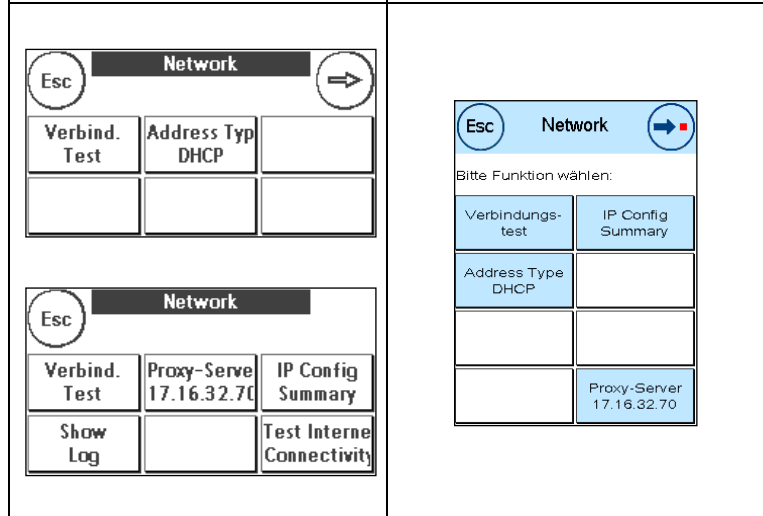 Esc
Network
Verbind.
Test
Address Typ
DHCP
Esc
Network
Verbind.
Test
Proxy-Serve
17.16.32.70
IP Config
Summary
Show
Log
Test Interne
Connectivity
Esc
Network
Bitte Funktion wählen:
Verbindungs-
test
IP Config
Summary
Address Type
DHCP
Proxy-Server
17.16.32.70